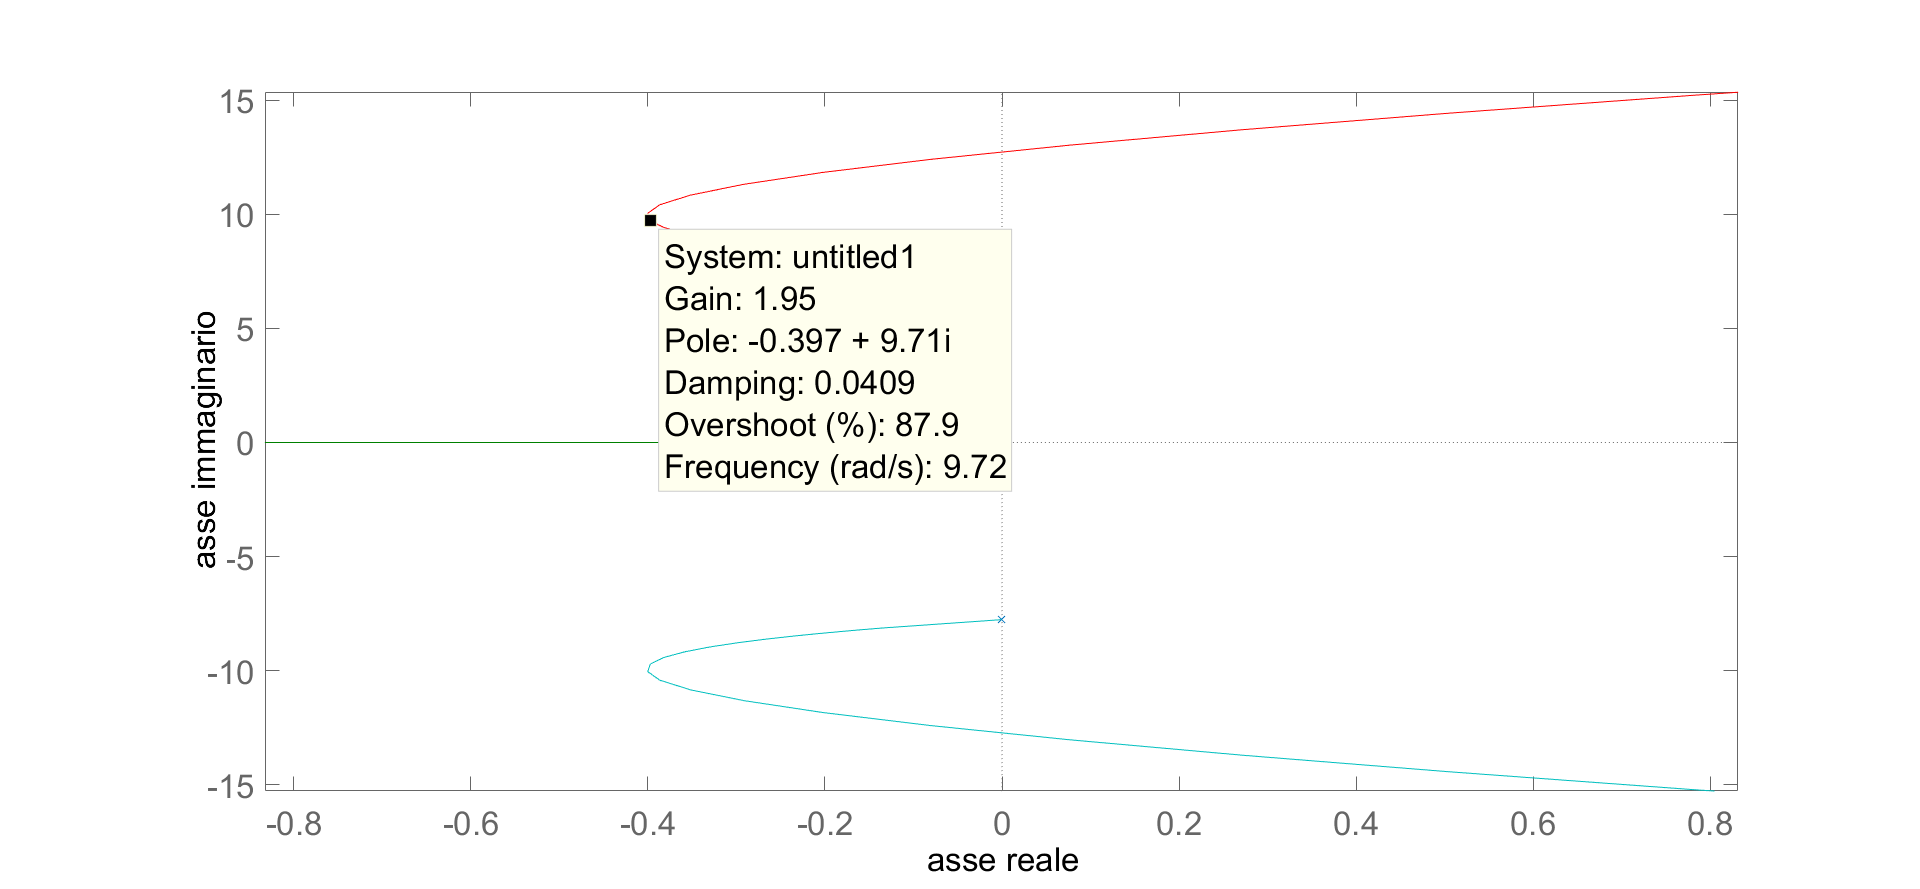 15
10
5
0
-5
-10
-15
asse immaginario
System: untitled1
Gain: 1.95
Pole: -0.397 + 9.71i
Damping: 0.0409
Overshoot (%): 87.9
Frequency (rad/s): 9.72
-0.8 -0.6 -0.4 -0.2 0 0.2 0.4 0.6 0.8
asse reale